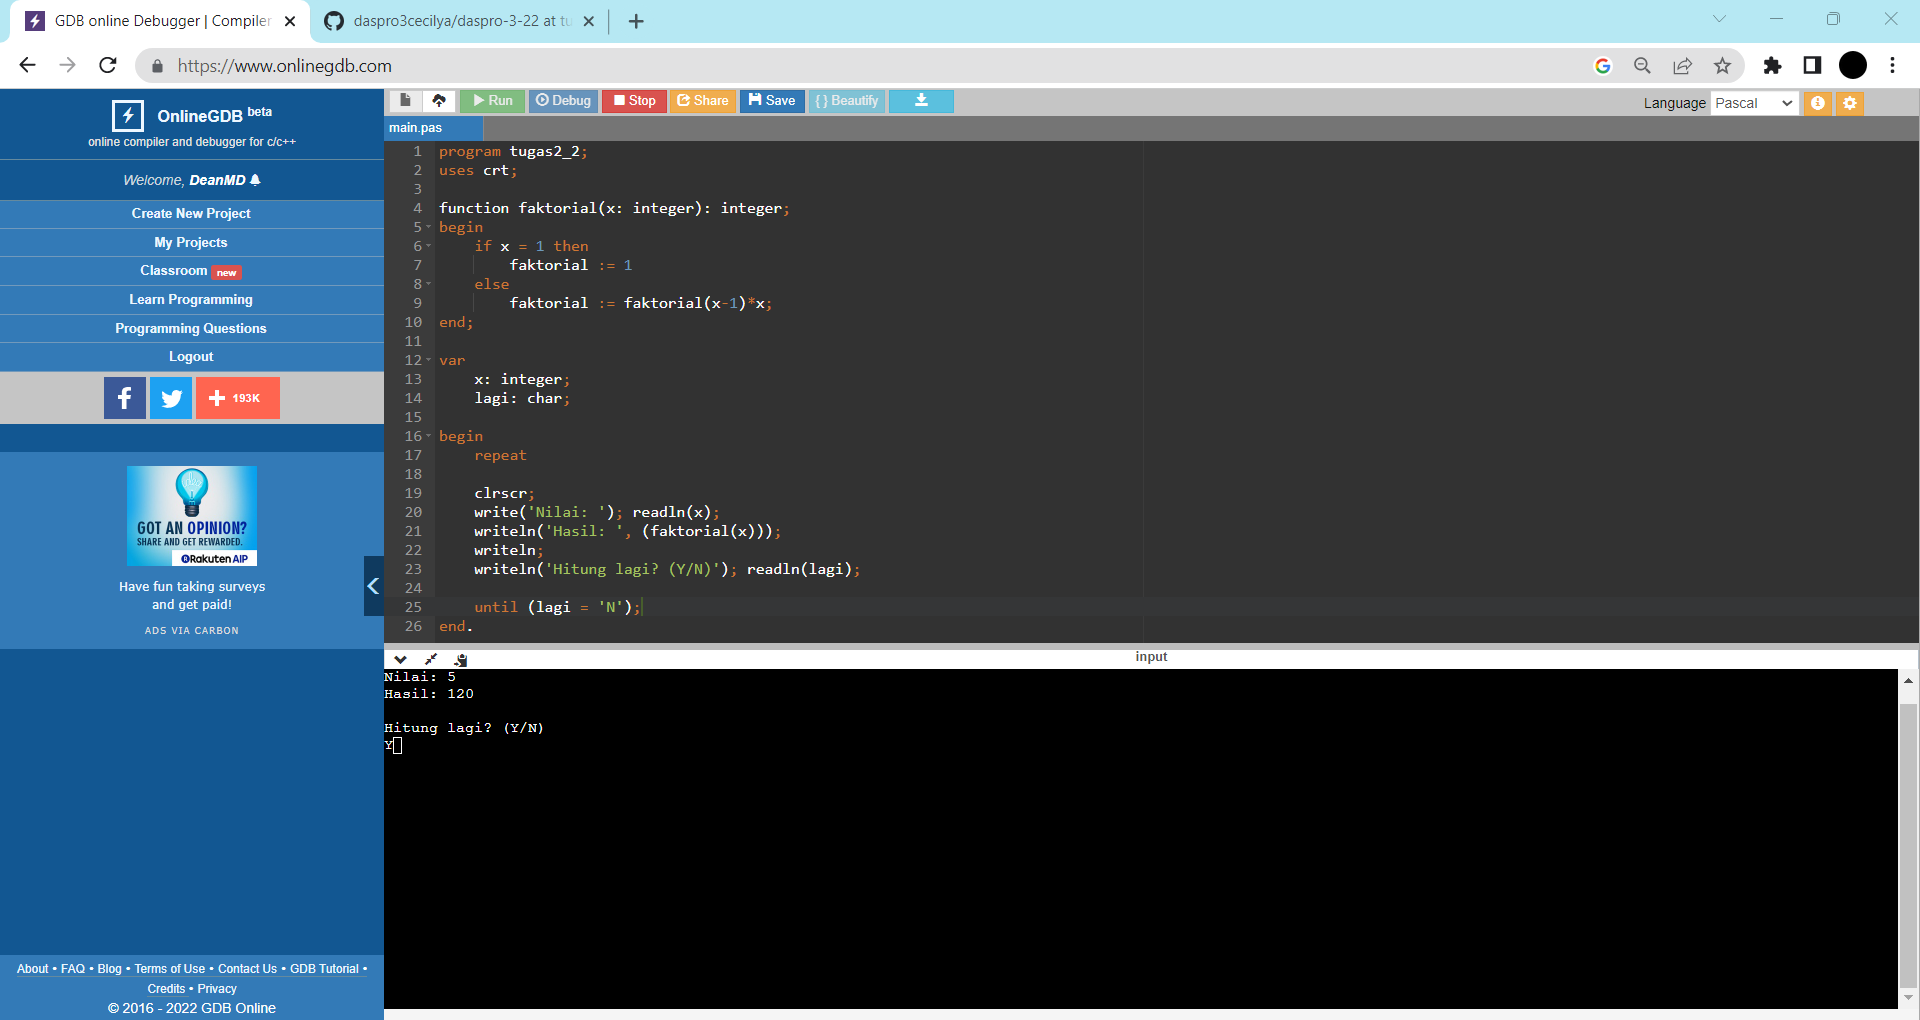 GDB online Debugger | Compiler
daspro3cecilya/daspro-3-22 at tu
https://www.onlinegdb.com
OnlineGDB beta
online compiler and debugger for c/c++
Welcome, DeanMD
Create New Project
My Projects
Classroom new
Learn Programming
Programming Questions
Logout
f
193K
GOT AN OPINION?
SHARE AND GET REWARDED.
Rakuten AIP
Have fun taking surveys
and get paid!
ADS VIA CARBON
About • FAQ • Blog • Terms of Use • Contact Us • GDB Tutorial •
Credits • Privacy
© 2016 - 2022 GDB Online
Run Debug Stop Share Save {} Beautify
Language Pascal
main.pas
1 program tugas2_2;
2 uses crt;
3
4 function faktorial(x: integer): integer;
5 begin
6 if x = 1 then
7 faktorial := 1
8 else
9 faktorial := faktorial(x-1)*x;
10 end;
11
12 var
13 x: integer;
14 lagi: char;
15
16 begin
17 repeat
18
19 clrscr;
20 write('Nilai: '); readln(x);
21 writeln('Hasil: ', (faktorial(x)));
22 writeln;
23 writeln('Hitung lagi? (Y/N)'); readln(lagi);
24
25 until (lagi = 'N');
26 end.
input
Nilai: 5
Hasil: 120
Hitung lagi? (Y/N)
Y